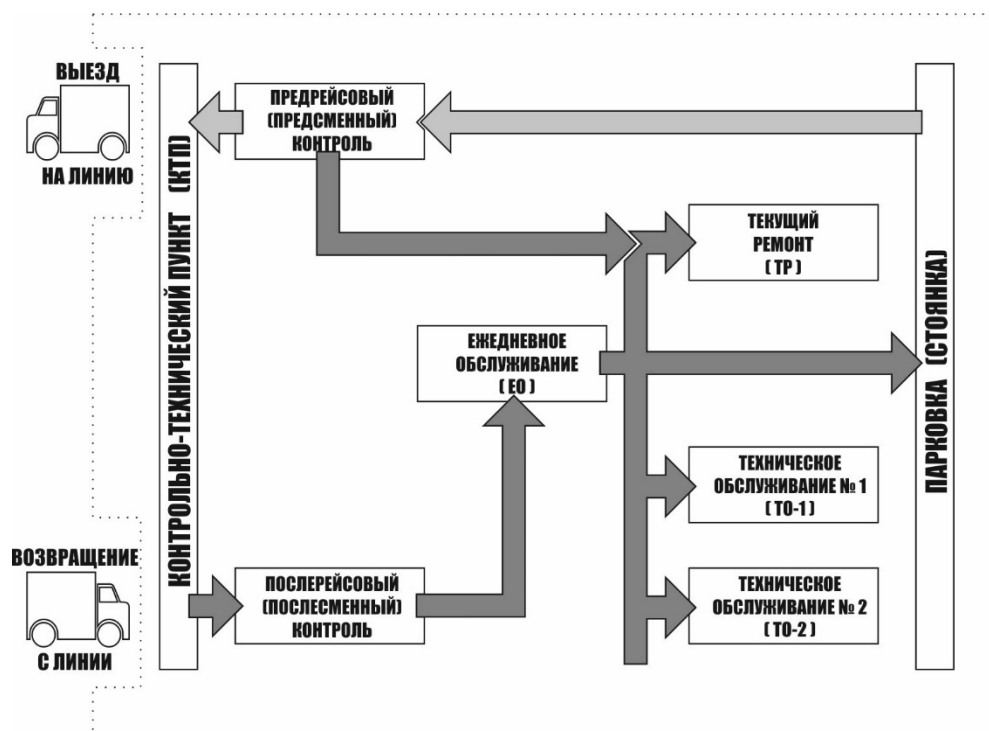 ВЫЕЗД
НА ЛИНИЮ
КОНТРОЛЬНО-ТЕХНИЧЕСКИЙ ПУНКТ (КТП)
ПРЕДРЕЙСОВЫЙ
(ПРЕДСМЕННЫЙ)
КОНТРОЛЬ
ТЕКУЩИЙ
РЕМОНТ
( ТР )
ЕЖЕДНЕВНОЕ
ОБСЛУЖИВАНИЕ
( ЕО )
ПАРКОВКА (СТОЯНКА)
ТЕХНИЧЕСКОЕ
ОБСЛУЖИВАНИЕ № 1
( ТО-1 )
ВОЗВРАЩЕНИЕ
С ЛИНИИ
ПОСЛЕРЕЙСОВЫЙ
(ПОСЛЕСМЕННЫЙ)
КОНТРОЛЬ
ТЕХНИЧЕСКОЕ
ОБСЛУЖИВАНИЕ № 2
( ТО-2 )